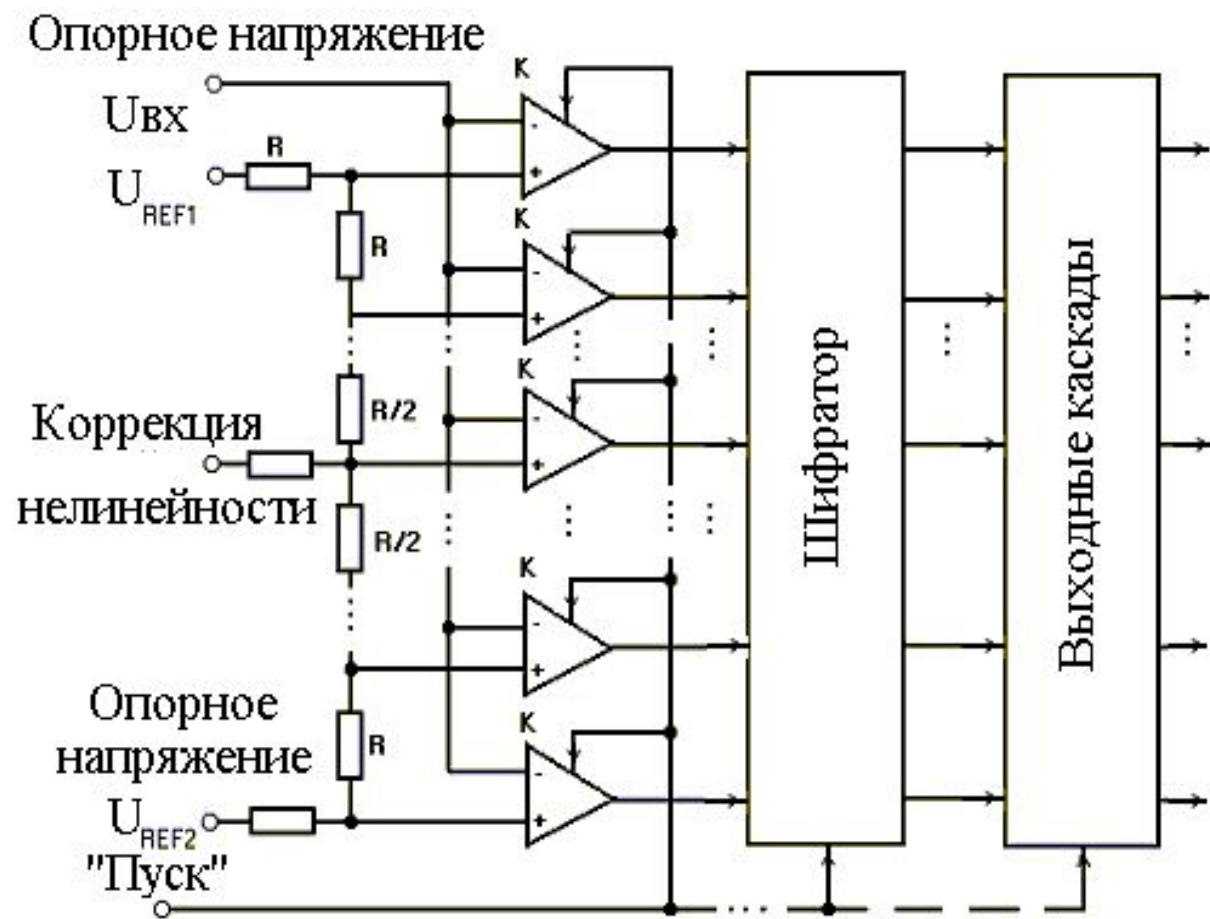 Опорное напряжение
K
Uвх
R
U REF1
K
R
K
R/2
Коррекция
нелинейности
R/2
K
Опорное
напряжение
K
R
U REF2
"Пуск"
Шифратор
Выходные каскады
-
+
-
+
-
+
-
+
-
+